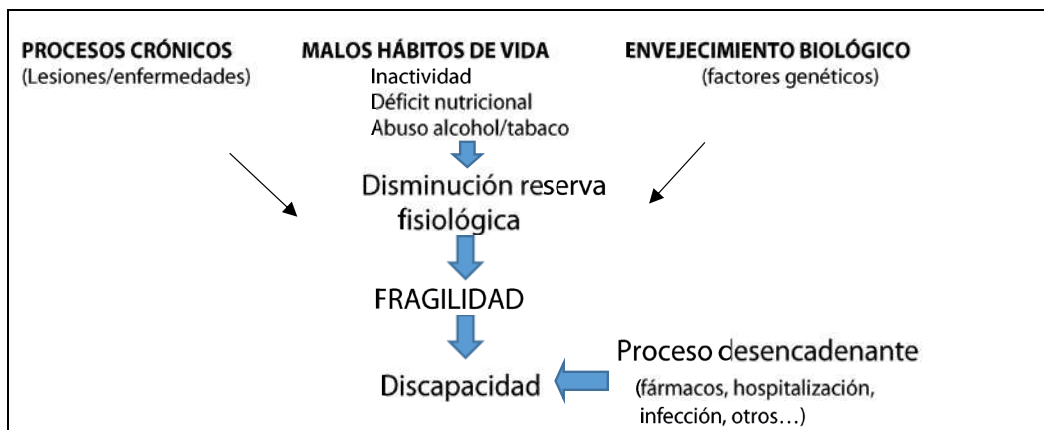 PROCESOS CRÓNICOS
(Lesiones/enfermedades)
MALOS HÁBITOS DE VIDA
Inactividad
Déficit nutricional
Abuso alcohol/tabaco
ENVEJECIMIENTO BIOLÓGICO
(factores genéticos)
Disminución reserva
fisiológica
FRAGILIDAD
Discapacidad
Proceso desencadenante
(fármacos, hospitalización,
infección, otros...)